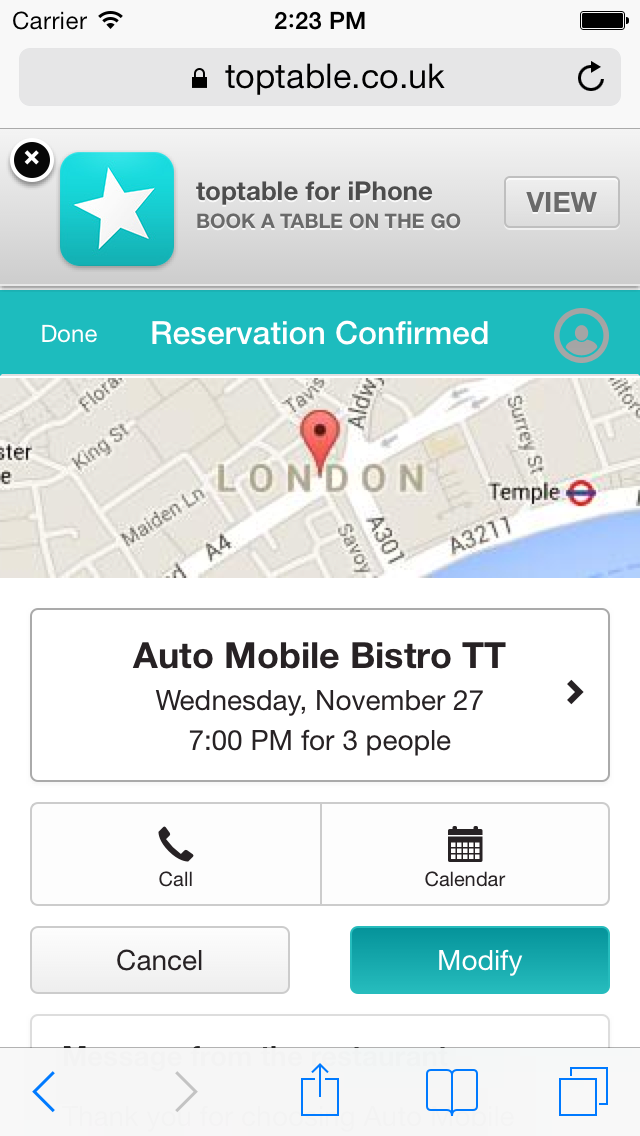 Carrier 2:23 PM
toptable.co.uk
toptable for iPhone
BOOK A TABLE ON THE GO
VIEW
Done Reservation Confirmed
Flora
Tavis
Aldwy
King St
Surrey St
ster
e
LONDON
Temple
Maiden Ln
A4
Savoy
A301
A3211
Auto Mobile Bistro TT
Wednesday, November 27
7:00 PM for 3 people
Call Calendar
Cancel Modify
Message from the restaurant
Thank you for choosing Auto Mobile